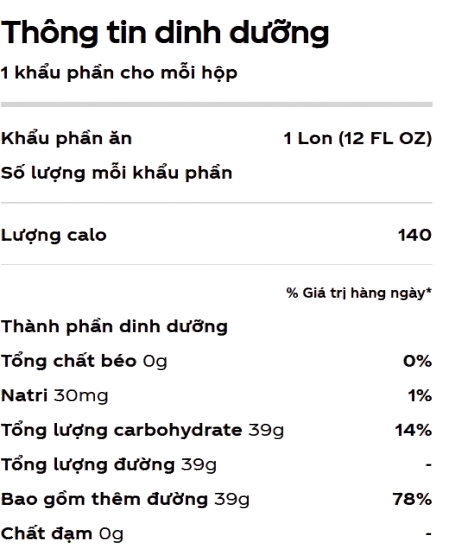 Thông tin dinh dưỡng
1 khẩu phần cho mỗi hộp
Khẩu phần ăn 1 Lon (12 FL OZ)
Số lượng mỗi khẩu phần
Lượng calo 140
% Giá trị hàng ngày*
Thành phần dinh dưỡng
Tổng chất béo 0g 0%
Natri 30mg 1%
Tổng lượng carbohydrate 39g 14%
Tổng lượng đường 39g -
Bao gồm thêm đường 39g 78%
Chất đạm 0g -